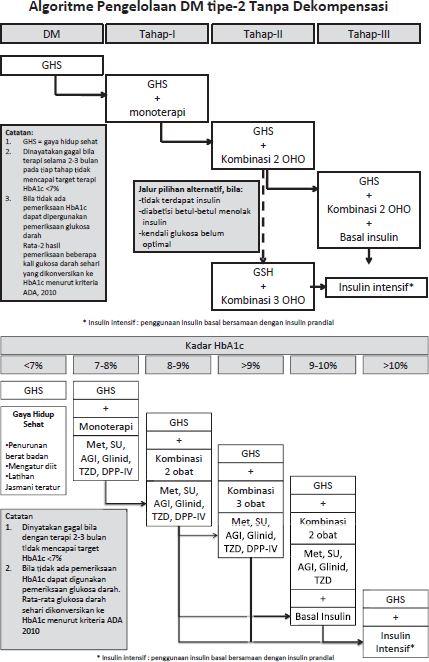 Algoritme Pengelolaan DM tipe-2 Tanpa Dekompensasi
DM
Tahap-I
Tahap-II
Tahap-III
GHS
GHS
+
monoterapi
GHS
+
Kombinasi 2 OHO
GHS
+
Kombinasi 2 OHO
+
Basal insulin
Catatan:
1. GHS = gaya hidup sehat
2. Dinayatakan gagal bila
terapi selama 2-3 bulan
pada tiap tahap tidak
mencapai target terapi
HbA1c <7%
3. Bila tidak ada
pemeriksaan HbA1c
dapat dipergunakan
pemeriksaan glukosa
darah
Rata-2 hasil
pemeriksaan beberapa
kali gukosa darah sehari
yang dikonversikan ke
HbA1c menurut kriteria
ADA, 2010
Jalur pilihan alternatif, bila:
-tidak terdapat insulin
-diabetisi betul-betul menolak
insulin
-kendali glukosa belum
optimal
GSH
+
Kombinasi 3 OHO
Insulin intensif*
* Insulin Intensif : penggunaan insulin basal bersamaan dengan insulin prandial
Kadar HbA1c
<7%
7-8%
8-9%
>9%
9-10%
>10%
GHS
Gaya Hidup
Sehat
•Penurunan
berat badan
•Mengatur diit
•Latihan
Jasmani teratur
GHS
+
Monoterapi
Met, SU,
AGI, Glinid,
TZD, DPP-IV
GHS
+
Kombinasi
2 obat
Met, SU,
AGI, Glinid,
TZD, DPP-IV
GHS
+
Kombinasi
3 obat
Met, SU,
AGI, Glinid,
TZD, DPP-IV
GHS
+
Kombinasi
2 obat
Met, SU,
AGI, Glinid,
TZD
+
Basal Insulin
GHS
+
Insulin
Intensif*
Catatan
1. Dinyatakan gagal bila
dengan terapi 2-3 bulan
tidak mencapai target
HbA1c <7%
2. Bila tidak ada pemeriksaan
HbA1c dapat digunakan
pemeriksaan glukosa darah.
Rata-rata glukosa darah
sehari dikonversikan ke
HbA1c menurut kriteria ADA
2010
* Insulin Intensif : penggunaan insulin basal bersamaan dengan insulin prandial